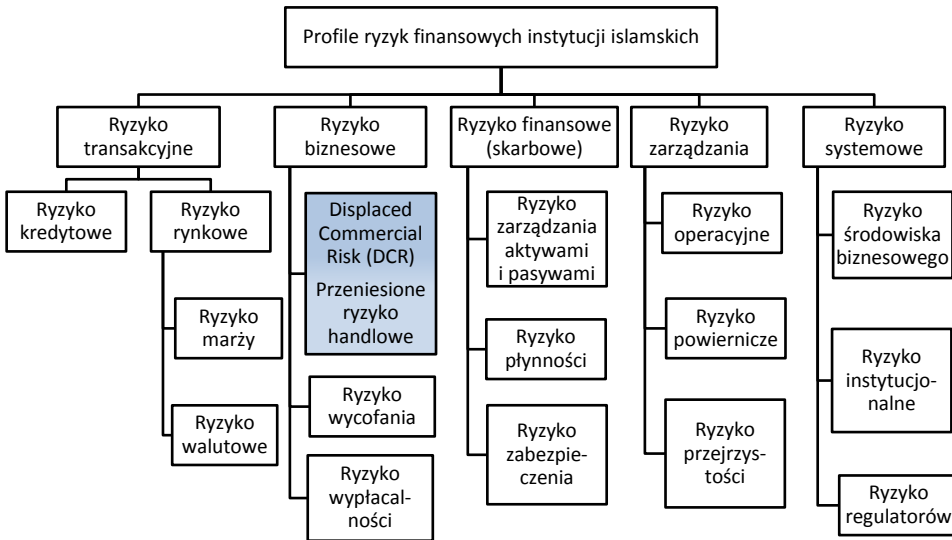 Profile ryzyk finansowych instytucji islamskich
Ryzyko
transakcyjne
Ryzyko
biznesowe
Ryzyko finansowe
(skarbowe)
Ryzyko
zarządzania
Ryzyko
systemowe
Ryzyko
kredytowe
Ryzyko
rynkowe
Ryzyko
marży
Ryzyko
walutowe
Displaced
Commercial
Risk (DCR)
Przeniesione
ryzyko
handlowe
Ryzyko
wycofania
Ryzyko
wypłacal-
ności
Ryzyko
zarządzania
aktywami
i pasywami
Ryzyko
płynności
Ryzyko
zabezpie-
czenia
Ryzyko
operacyjne
Ryzyko
powiernicze
Ryzyko
przejrzys-
tości
Ryzyko
środowiska
biznesowego
Ryzyko
instytucjo-
nalne
Ryzyko
regulatorów